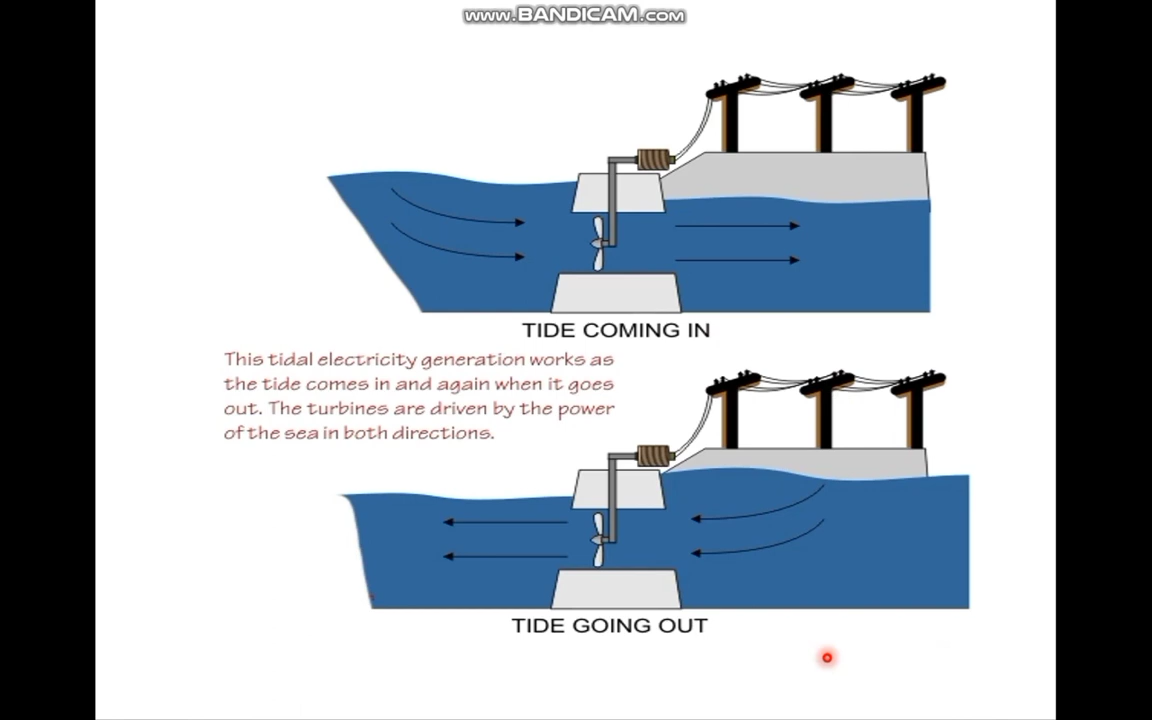 www.BANDICAM.com
TIDE COMING IN
This tidal electricity generation works as
the tide comes in and again when it goes
out. The turbines are driven by the power
of the sea in both directions.
TIDE GOING OUT